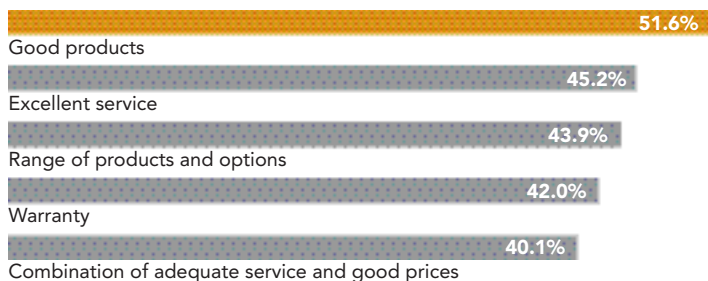 51.6%
Good products
45.2%
Excellent service
43.9%
Range of products and options
42.0%
Warranty
40.1%
Combination of adequate service and good prices